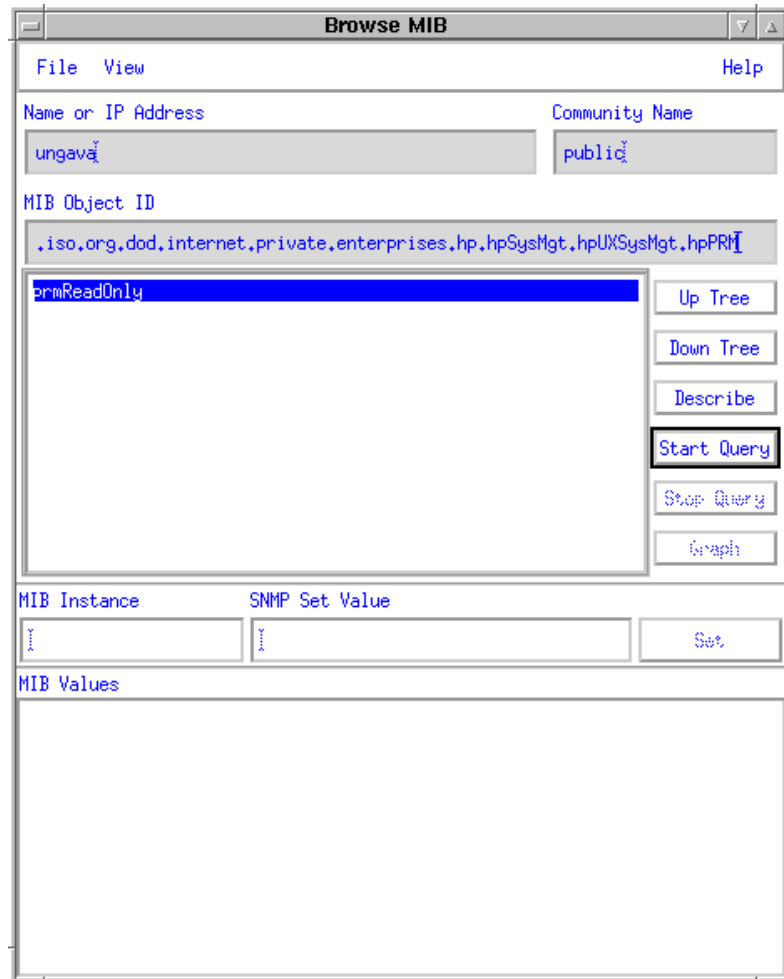 Browse MIB
File View Help
Name or IP Address Community Name
ungava public
MIB Object ID
.iso.org.dod.internet.private.enterprises.hp.hpSysMgt.hpUXSysMgt.hpPRM
prmReadOnly
Up Tree
Down Tree
Describe
Start Query
Stop Query
Graph
MIB Instance SNMP Set Value
Set
MIB Values